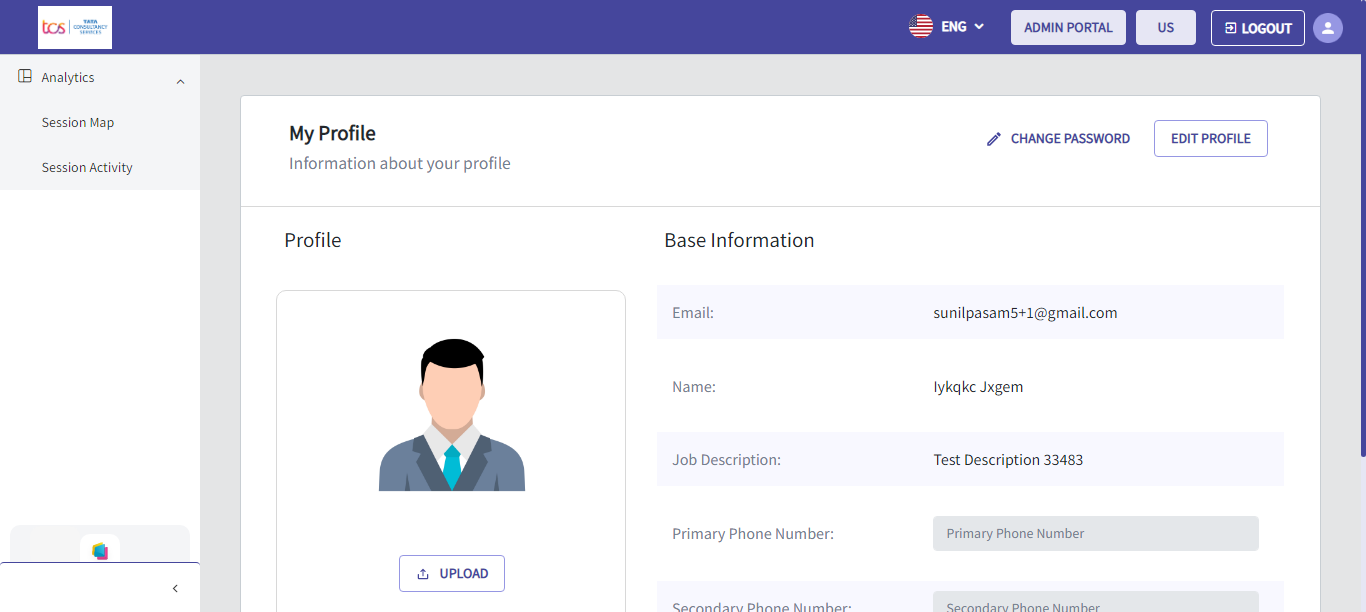 tcs TATA CONSULTANCY SERVICES
ENG
ADMIN PORTAL
US
LOGOUT
Analytics
Session Map
Session Activity
My Profile
Information about your profile
CHANGE PASSWORD
EDIT PROFILE
Profile
UPLOAD
Base Information
Email: sunilpasam5+1@gmail.com
Name: Iykqkc Jxgem
Job Description: Test Description 33483
Primary Phone Number: Primary Phone Number
Secondary Phone Number: Secondary Phone Number